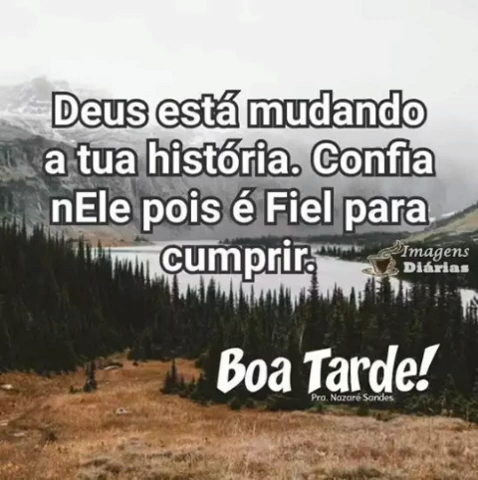 Deus está mudando
a tua história. Confia
nEle pois é Fiel para
cumprir.
Imagens
Diárias
Boa Tarde!
Pra. Nazaré Sandes